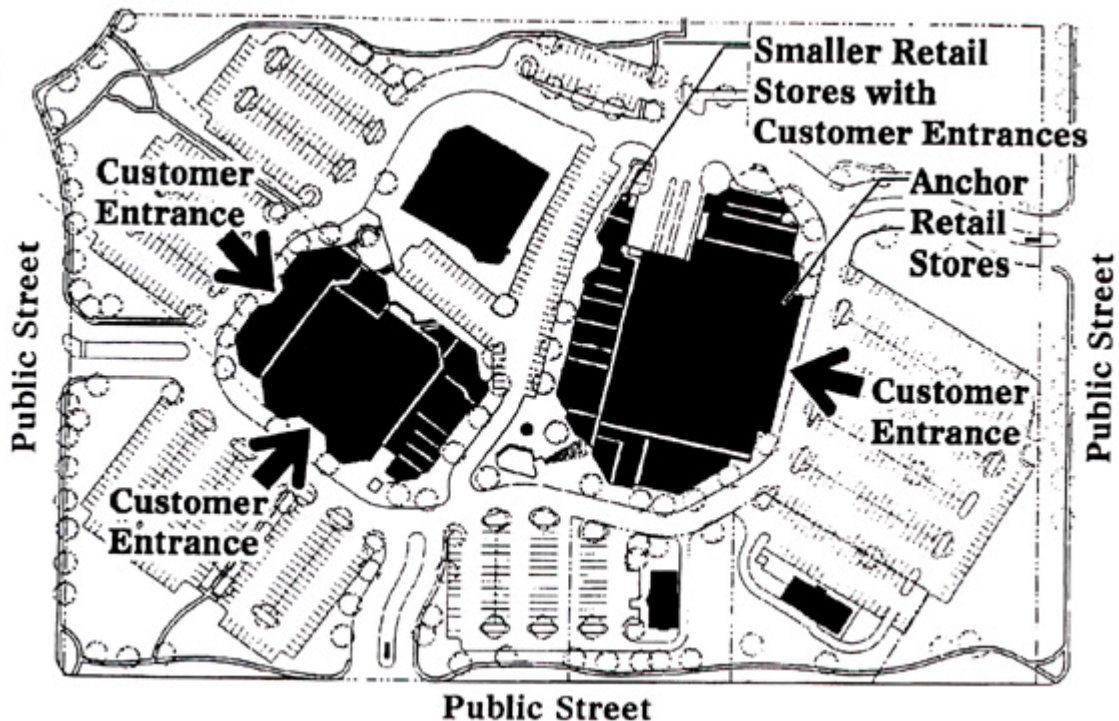 Smaller Retail
Stores with
Customer Entrances
Customer
Entrance
Anchor
Retail
Stores
Public Street
Public Street
Customer
Entrance
Customer
Entrance
Public Street